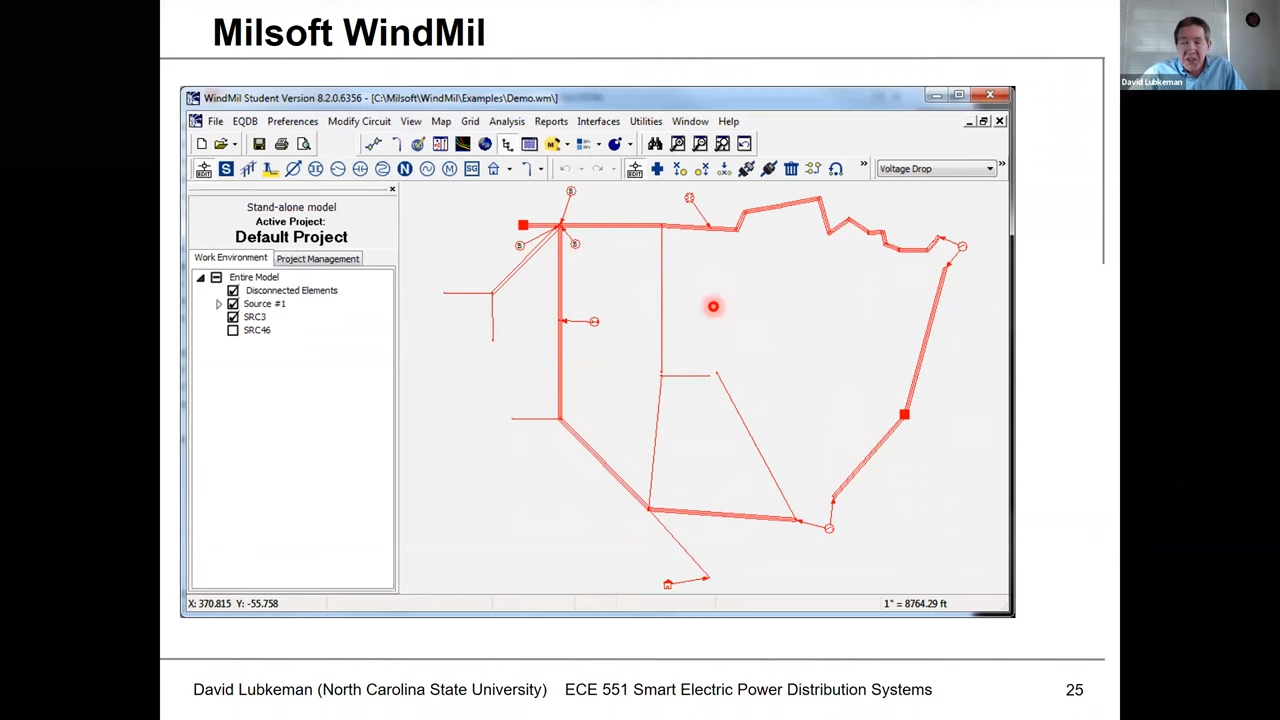 Milsoft WindMil
David Lubkeman
WindMil Student Version 8.2.0.6356 - [C:\Milsoft\WindMil\Examples\Demo.wm\]
File EQDB Preferences Modify Circuit View Map Grid Analysis Reports Interfaces Utilities Window Help
Voltage Drop
Stand-alone model
Active Project:
Default Project
Work Environment Project Management
Entire Model
Disconnected Elements
Source #1
SRC3
SRC46
X: 370.815 Y: -55.758
1" = 8764.29 ft
David Lubkeman (North Carolina State University) ECE 551 Smart Electric Power Distribution Systems 25